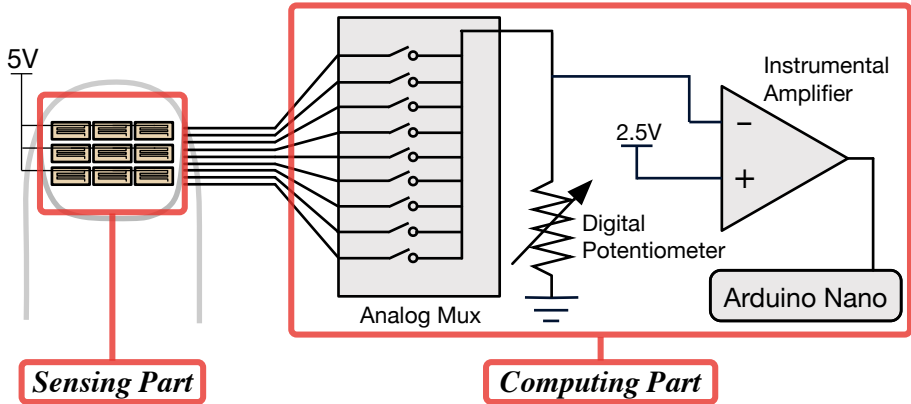 5V
Instrumental
Amplifier
2.5V
−
+
Digital
Potentiometer
Arduino Nano
Analog Mux
Sensing Part
Computing Part